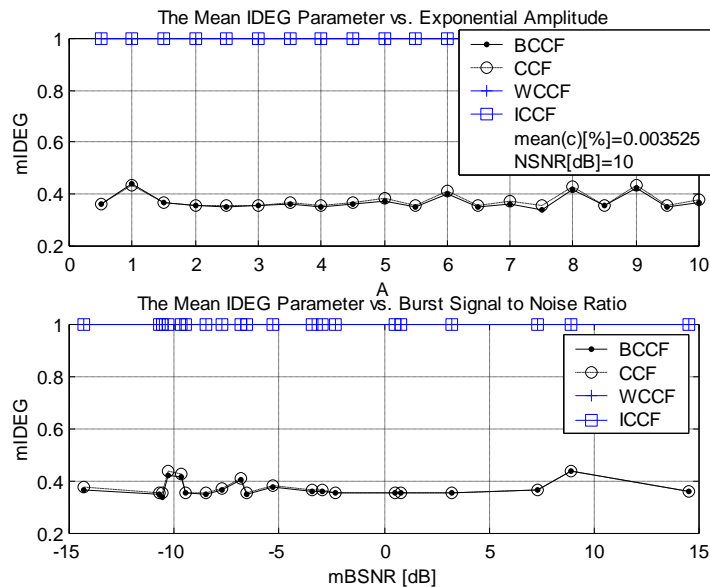 The Mean IDEG Parameter vs. Exponential Amplitude
1
0.8
0.6
0.4
0.2
mIDEG
BCCF
CCF
WCCF
ICCF
mean(c)[%]=0.003525
NSNR[dB]=10
0 1 2 3 4 5 6 7 8 9 10
A
The Mean IDEG Parameter vs. Burst Signal to Noise Ratio
1
0.8
0.6
0.4
0.2
mIDEG
BCCF
CCF
WCCF
ICCF
-15 -10 -5 0 5 10 15
mBSNR [dB]